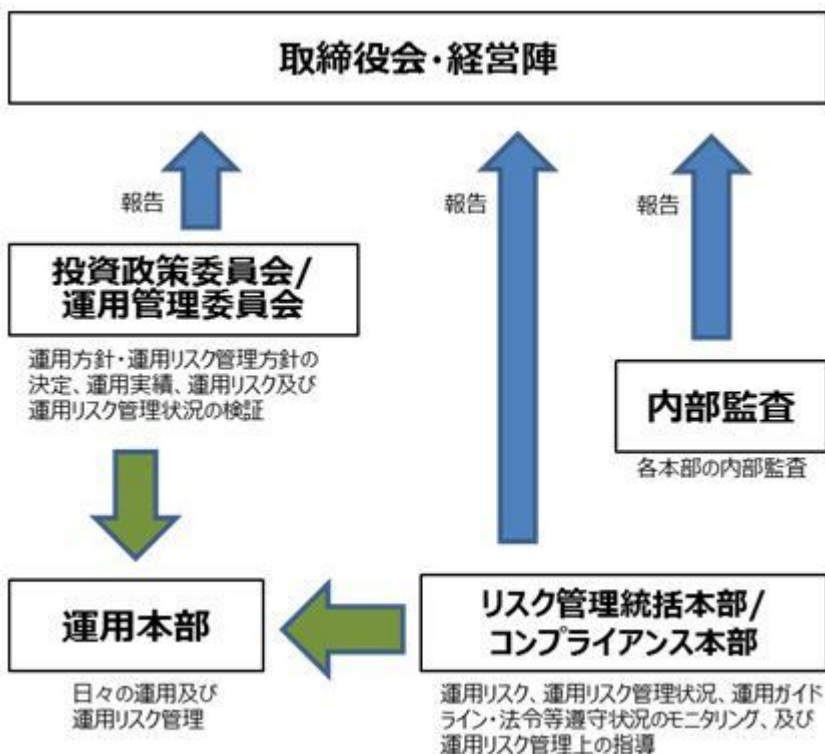 取締役会・経営陣
報告
報告
報告
投資政策委員会/
運用管理委員会
運用方針・運用リスク管理方針の
決定、運用実績、運用リスク及び
運用リスク管理状況の検証
内部監査
各本部の内部監査
運用本部
日々の運用及び
運用リスク管理
リスク管理統括本部/
コンプライアンス本部
運用リスク、運用リスク管理状況、運用ガイド
ライン・法令等遵守状況のモニタリング、及び
運用リスク管理上の指導